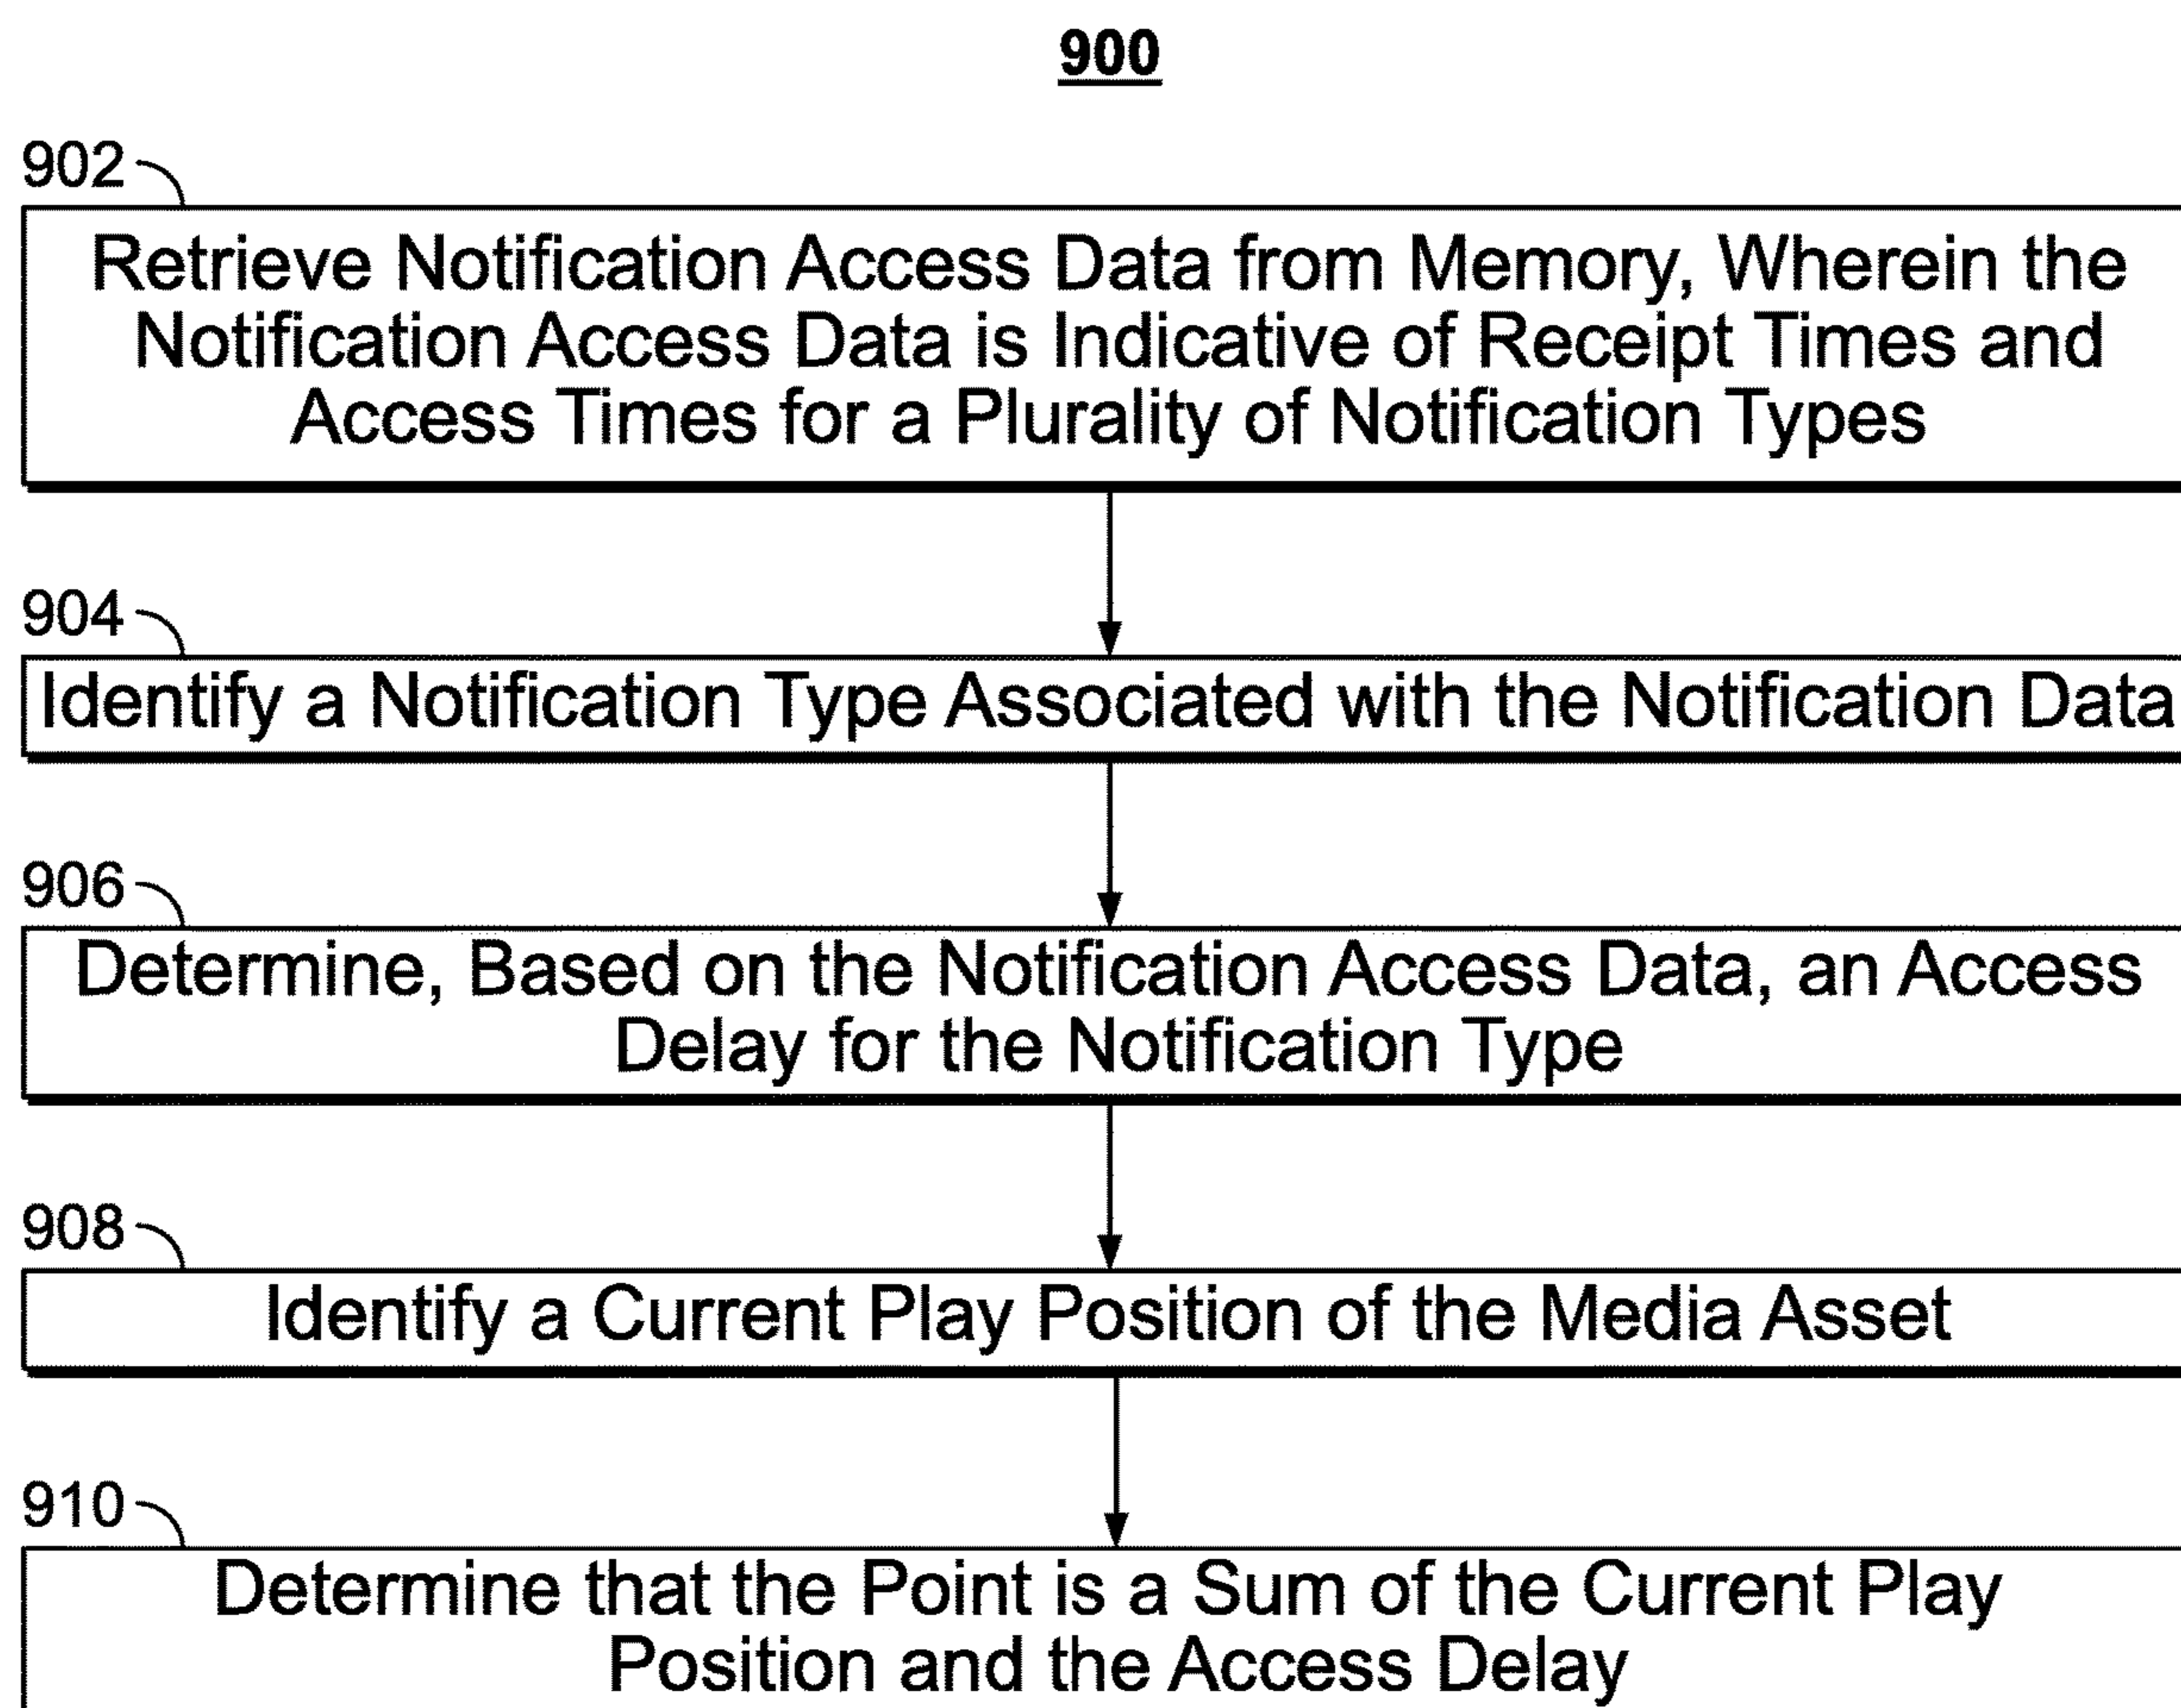 900
902
Retrieve Notification Access Data from Memory, Wherein the
Notification Access Data is Indicative of Receipt Times and
Access Times for a Plurality of Notification Types
904
Identify a Notification Type Associated with the Notification Data
906
Determine, Based on the Notification Access Data, an Access
Delay for the Notification Type
908
Identify a Current Play Position of the Media Asset
910
Determine that the Point is a Sum of the Current Play
Position and the Access Delay